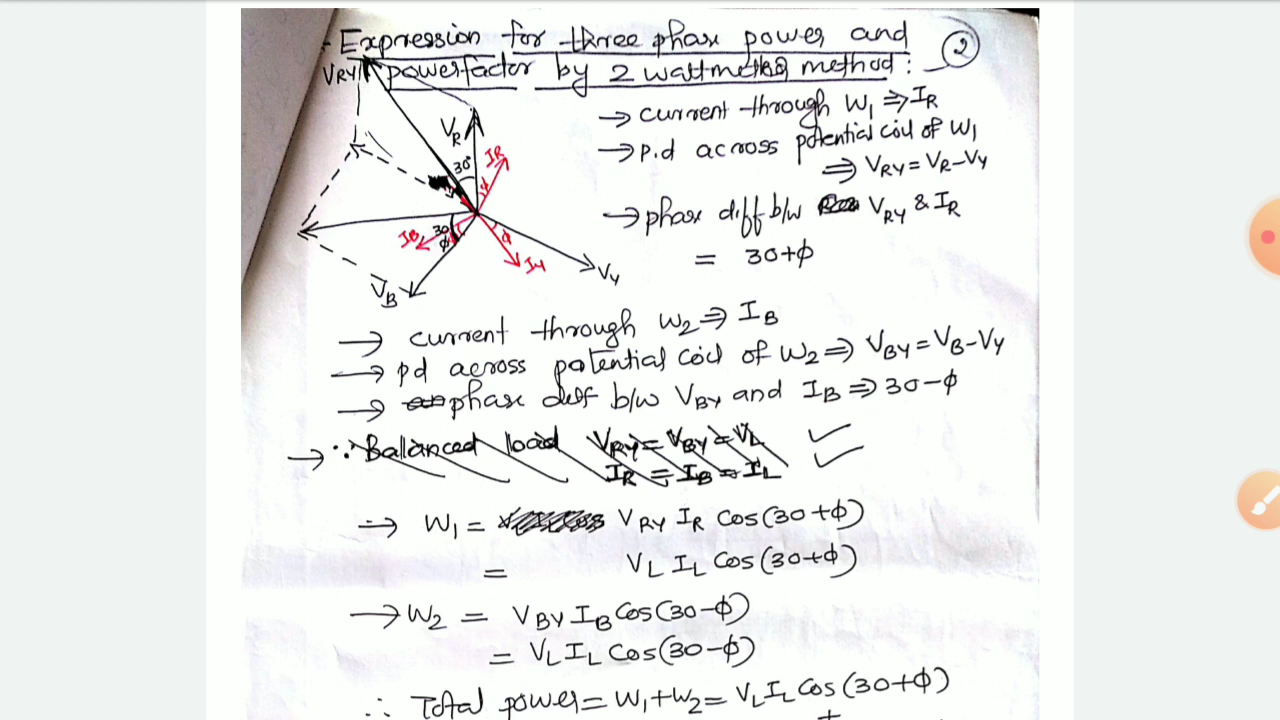 Expression for three phase power and
powerfactor by 2 wattmeter method :
2
VRY
VR
30°
IR
ϕ
→ current through W1 ⇒ IR
→ p.d across potential coil of W1
⇒ VRY = VR-VY
→ phase diff b/w VRY & IR
= 30+ϕ
30
ϕ
IB
ϕ
IY
VY
VB
→ current through W2 ⇒ IB
→ pd across potential coil of W2 ⇒ VBY = VB-VY
→ phase diff b/w VBY and IB ⇒ 30-ϕ
→ ∵ Ballanced load VRY = VBY = VL
IR = IB = IL
→ W1 = VRY IR Cos(30+ϕ)
= VL IL Cos(30+ϕ)
→ W2 = VBY IB Cos(30-ϕ)
= VL IL Cos(30-ϕ)
∴ Total power = W1+W2 = VL IL Cos(30+ϕ)
+